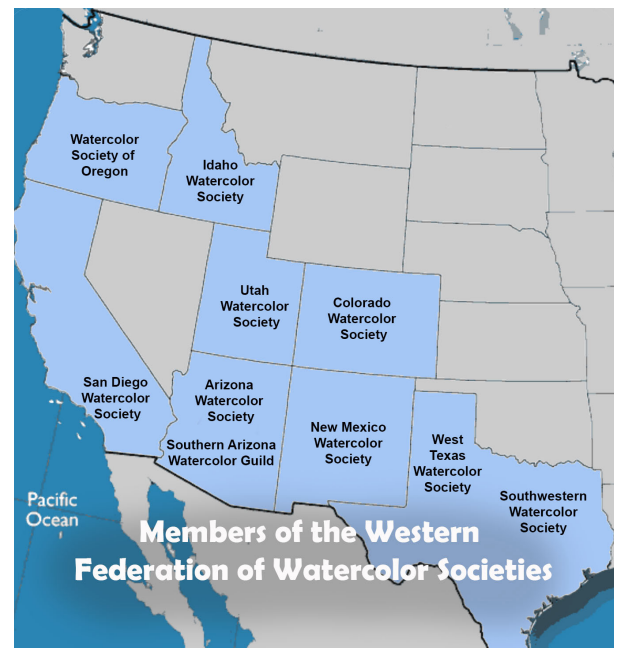 Watercolor
Society of
Oregon
Idaho
Watercolor
Society
Utah
Watercolor
Society
Colorado
Watercolor
Society
San Diego
Watercolor
Society
Arizona
Watercolor
Society
Southern Arizona
Watercolor Guild
New Mexico
Watercolor
Society
West
Texas
Watercolor
Society
Southwestern
Watercolor
Society
Pacific
Ocean
Members of the Western
Federation of Watercolor Societies